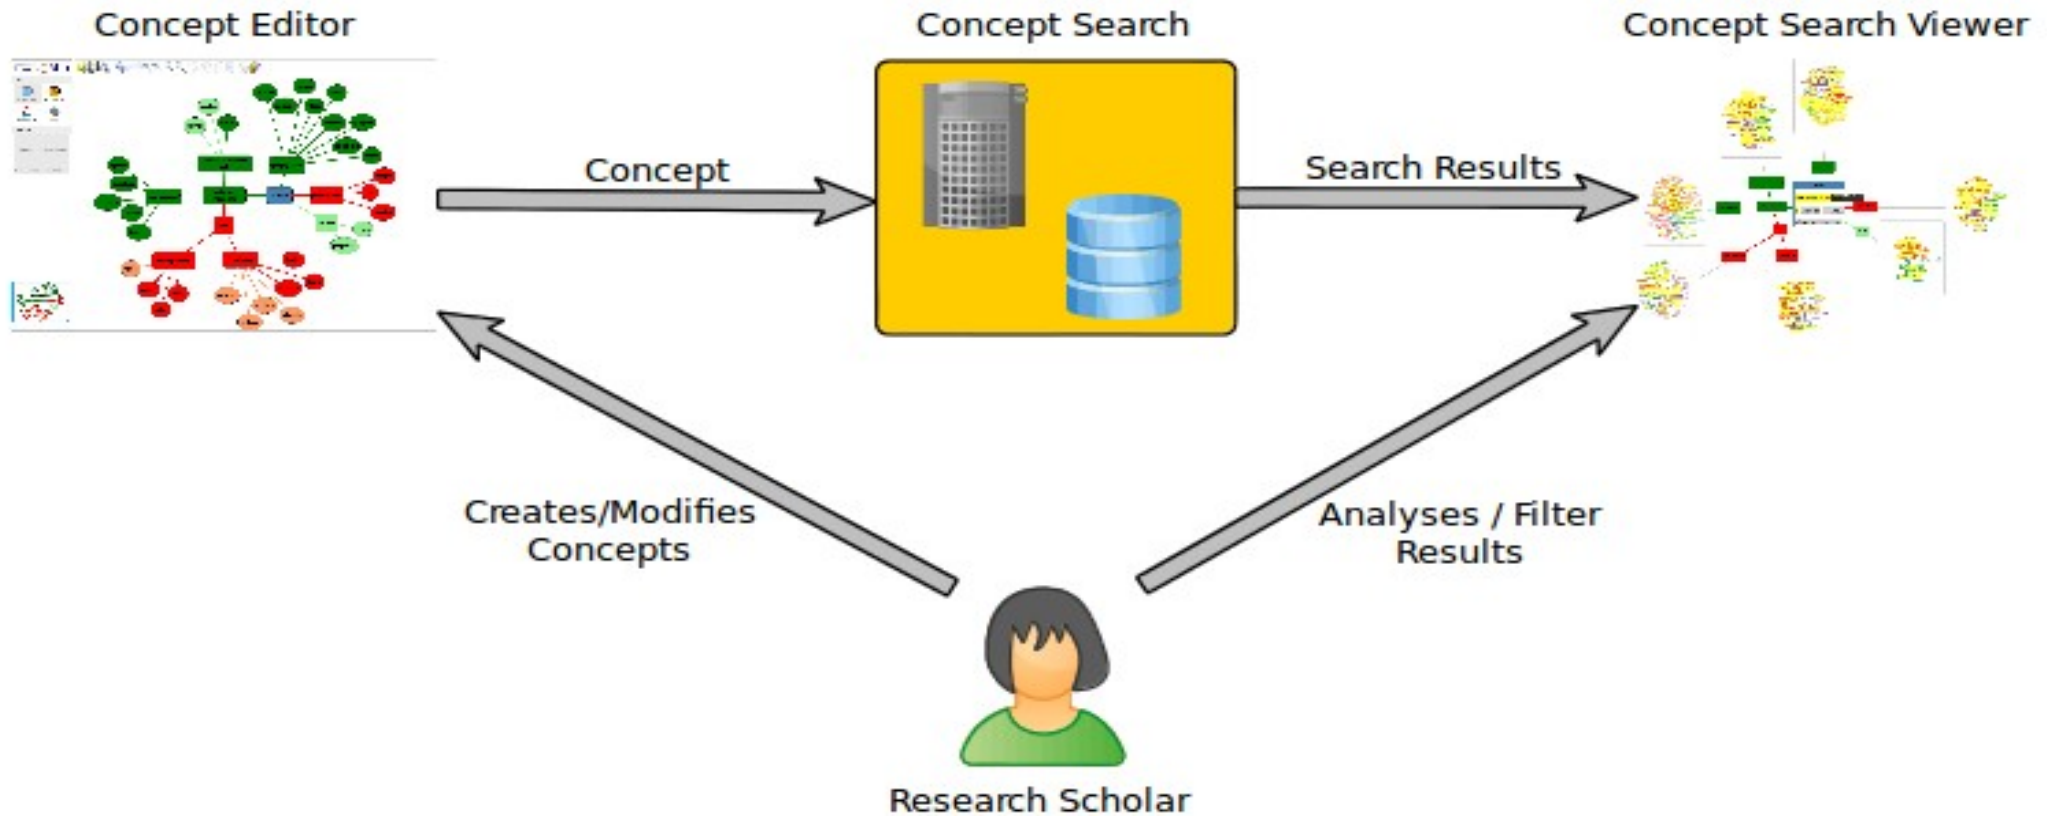 Concept Editor
Concept Search
Concept Search Viewer
Concept
Search Results
Creates/Modifies
Concepts
Analyses / Filter
Results
Research Scholar